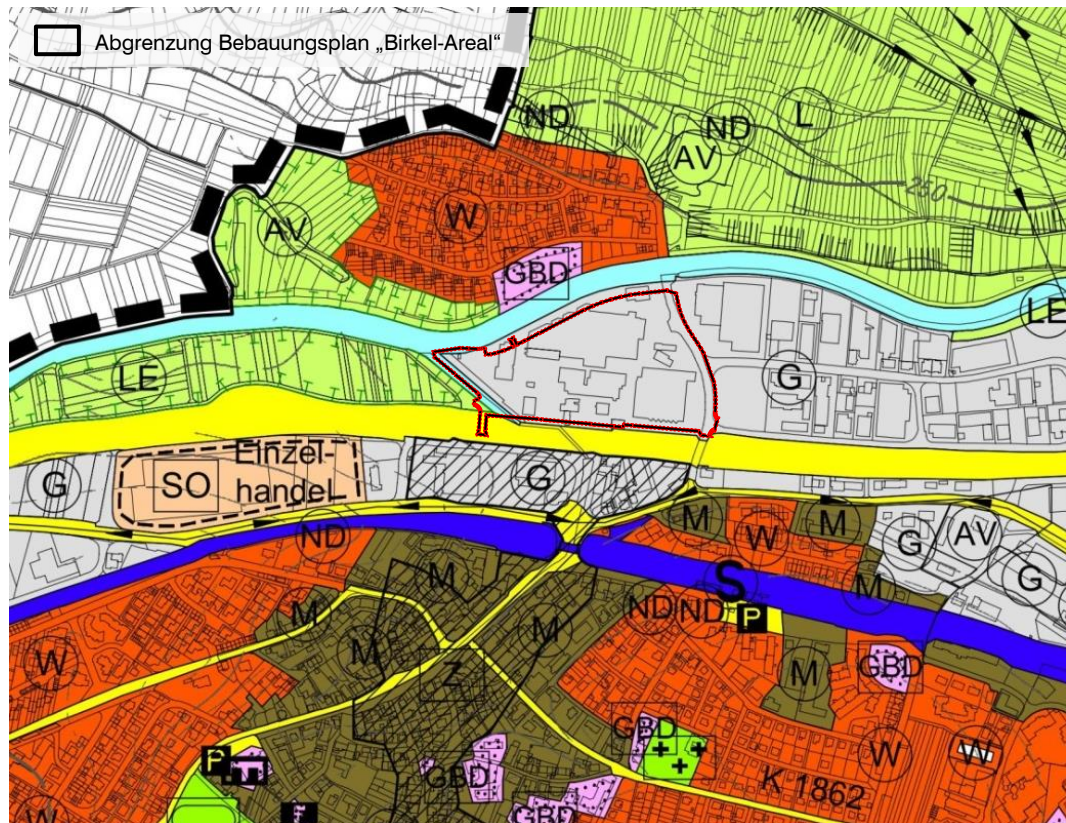 Abgrenzung Bebauungsplan „Birkel-Areal“
ND
ND
L
AV
250
W
AV
GBD
LE
LE
G
Einzel-
handel
SO
G
G
M
W
M
ND
G
AV
G
M
S
M
M
ND
ND
P
M
M
W
Z
M
GBD
GBD
W
W
K 1862
P
GBD
GBD
W